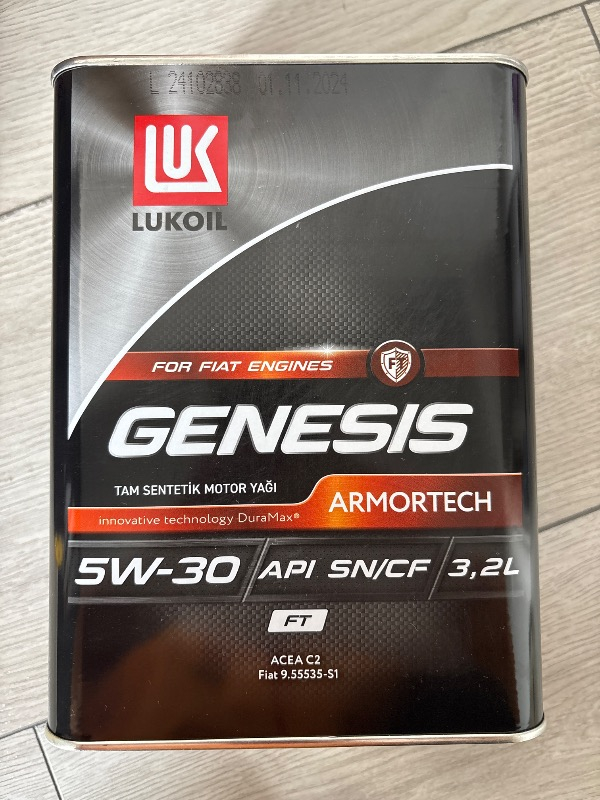 L 24102838 01.11.2024
LUK
LUKOIL
FOR FIAT ENGINES
FT
GENESIS
TAM SENTETİK MOTOR YAĞI
ARMORTECH
innovative technology DuraMax®
5W-30 API SN/CF 3,2L
FT
ACEA C2
Fiat 9.55535-S1